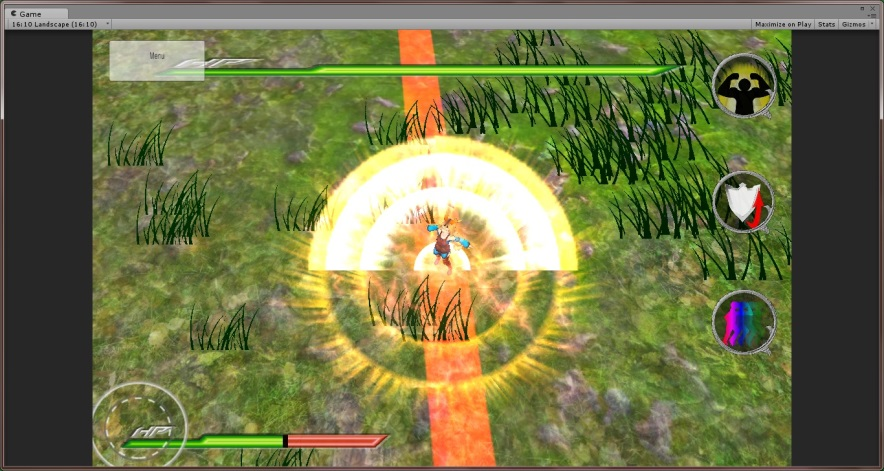 Game
16:10 Landscape (16:10)
Maximize on Play
Stats
Gizmos
Menu
HP
HP